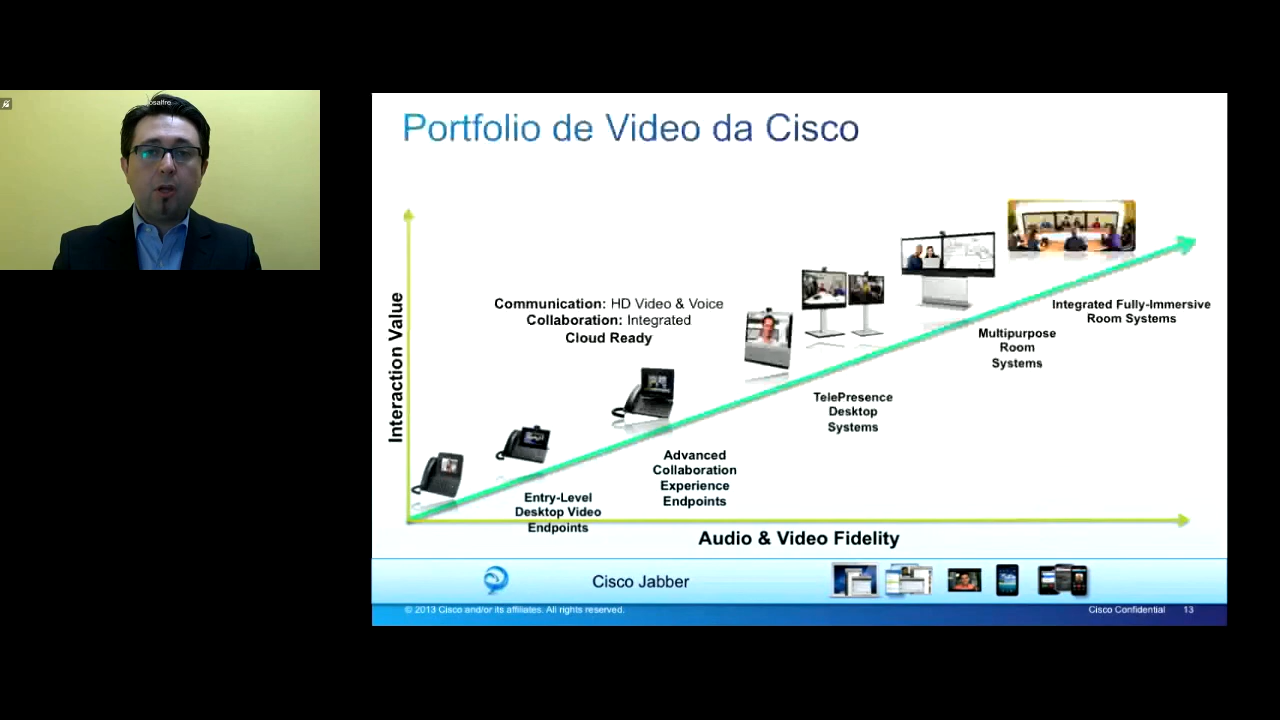 Portfolio de Video da Cisco
Interaction Value
Communication: HD Video & Voice
Collaboration: Integrated
Cloud Ready
Integrated Fully-Immersive
Room Systems
Multipurpose
Room
Systems
TelePresence
Desktop
Systems
Advanced
Collaboration
Experience
Endpoints
Entry-Level
Desktop Video
Endpoints
Audio & Video Fidelity
Cisco Jabber
© 2013 Cisco and/or its affiliates. All rights reserved.
Cisco Confidential 13